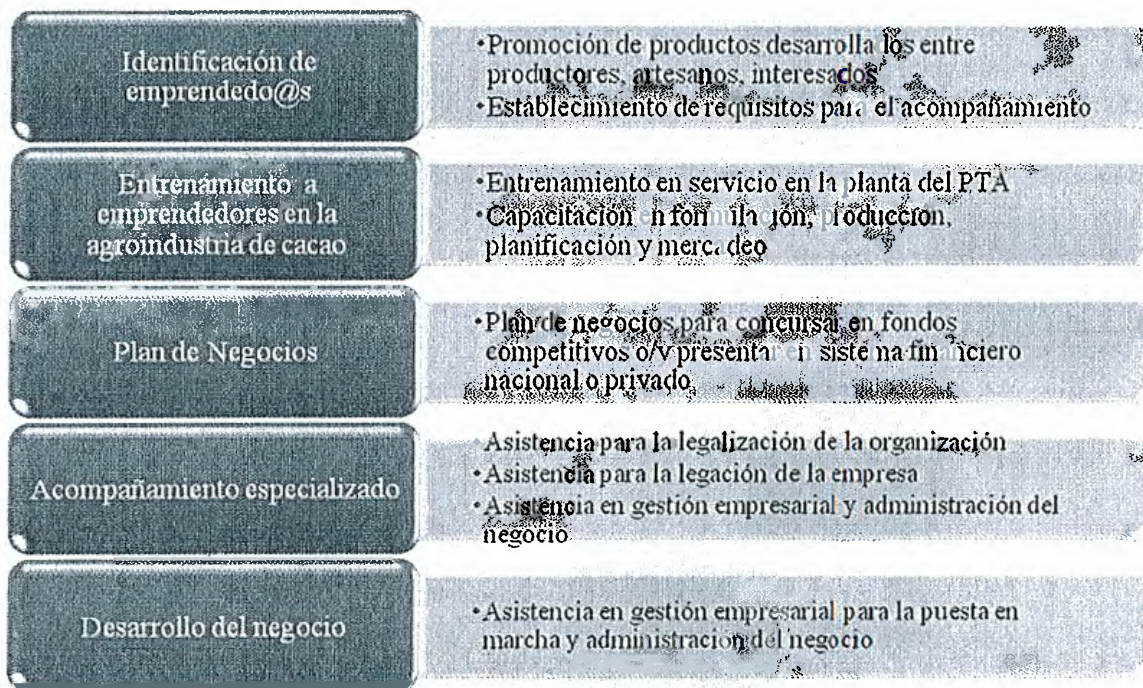 Identificación de
emprendedo@s
•Promoción de productos desarrolla los entre
productores, artesanos, interesados
•Establecimiento de requisitos para el acompañamiento
Entrenamiento a
emprendedores en la
agroindustria de cacao
•Entrenamiento en servicio en la planta del PTA
•Capacitación en producción,
planificación y mercadeo
Plan de Negocios
•Plan de negocios para concursar en fondos
competitivos o/y presentar sistema financiero
nacional o privado
Acompañamiento especializado
•Asistencia para la legalización de la organización
•Asistencia para la legación de la empresa
•Asistencia en gestión empresarial y administración del
negocio
Desarrollo del negocio
•Asistencia en gestión empresarial para la puesta en
marcha y administración del negocio